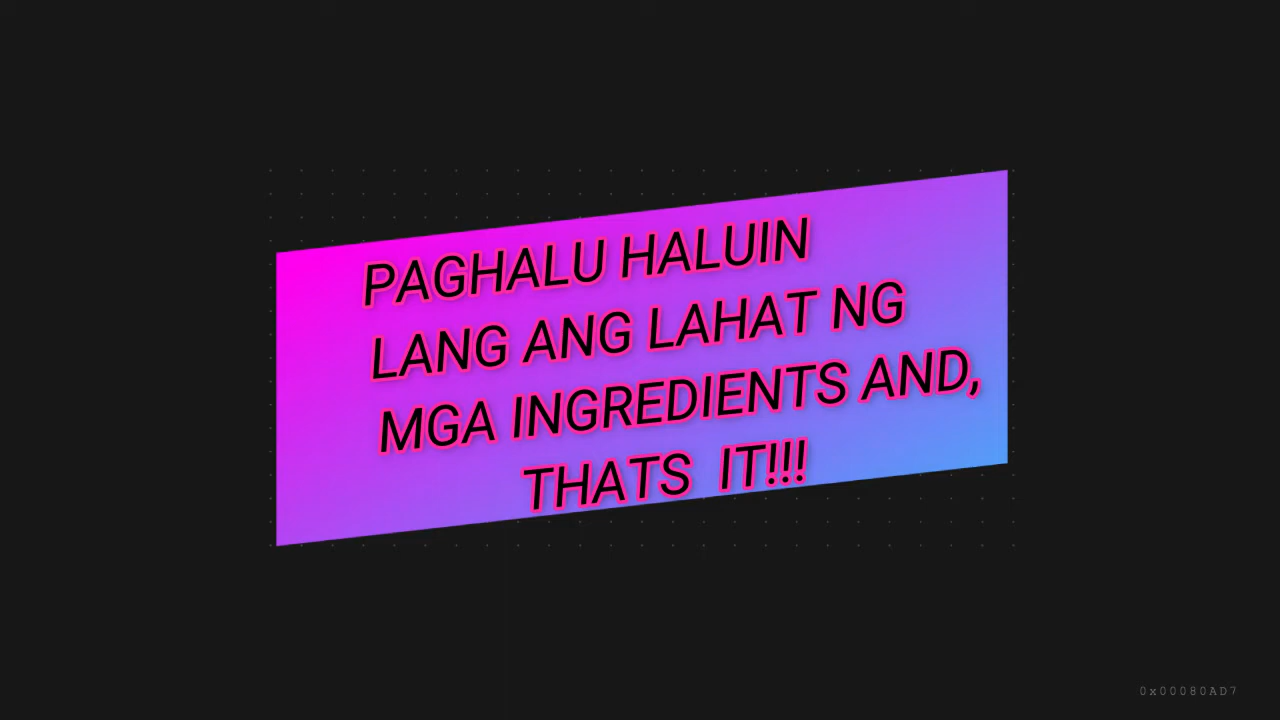 PAGHALU HALUIN
LANG ANG LAHAT NG
MGA INGREDIENTS AND,
THATS  IT!!!
0x00080AD7